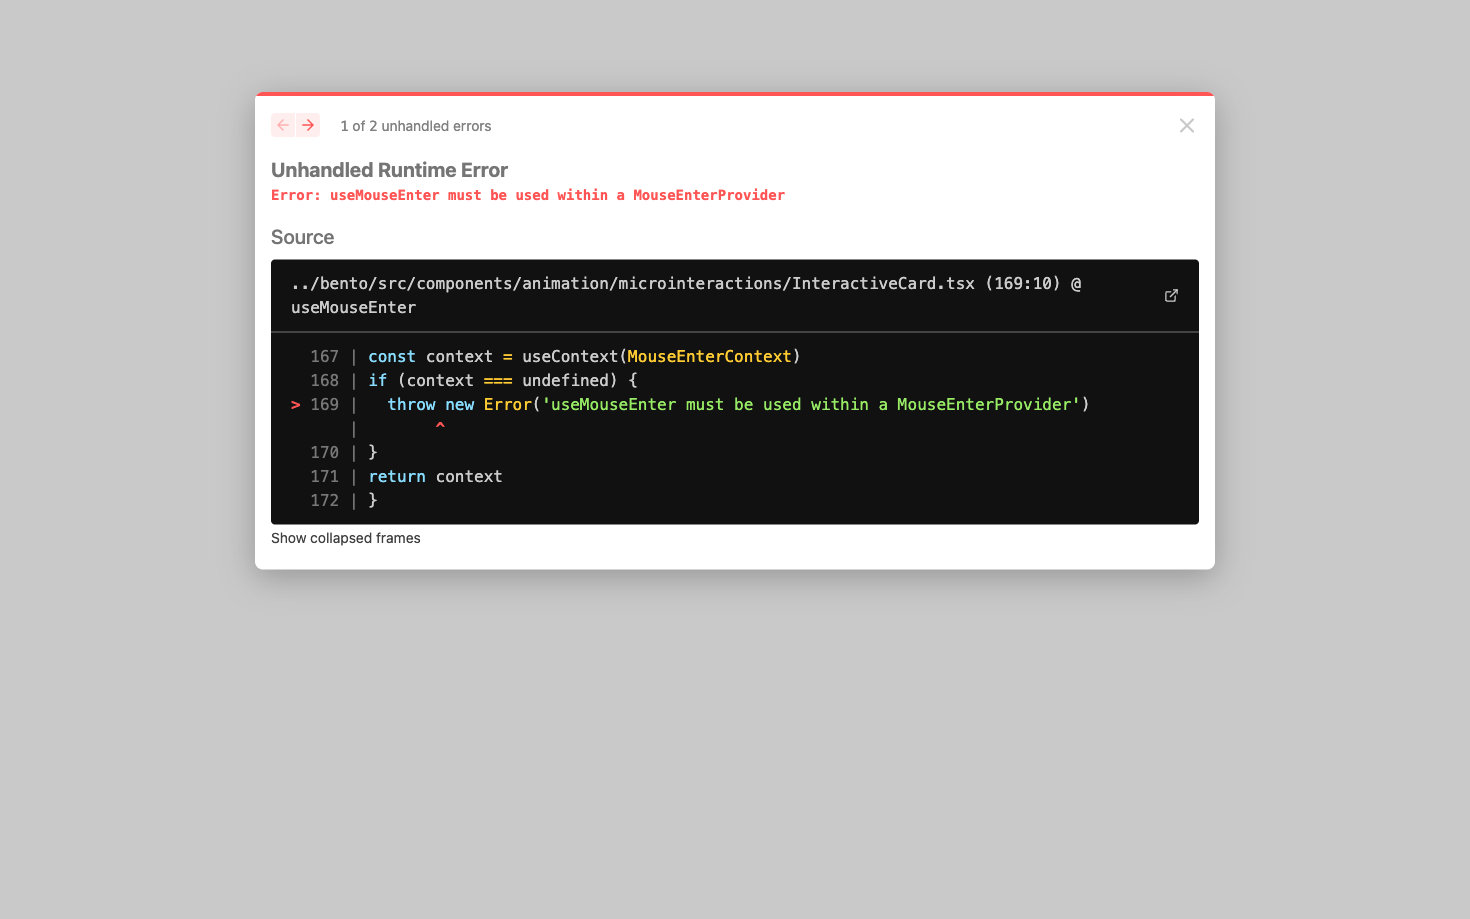 1 of 2 unhandled errors
Unhandled Runtime Error
Error: useMouseEnter must be used within a MouseEnterProvider
Source
../bento/src/components/animation/microinteractions/InteractiveCard.tsx (169:10) @
useMouseEnter
167 | const context = useContext(MouseEnterContext)
168 | if (context === undefined) {
> 169 |   throw new Error('useMouseEnter must be used within a MouseEnterProvider')
|        ^
170 | }
171 | return context
172 | }
Show collapsed frames